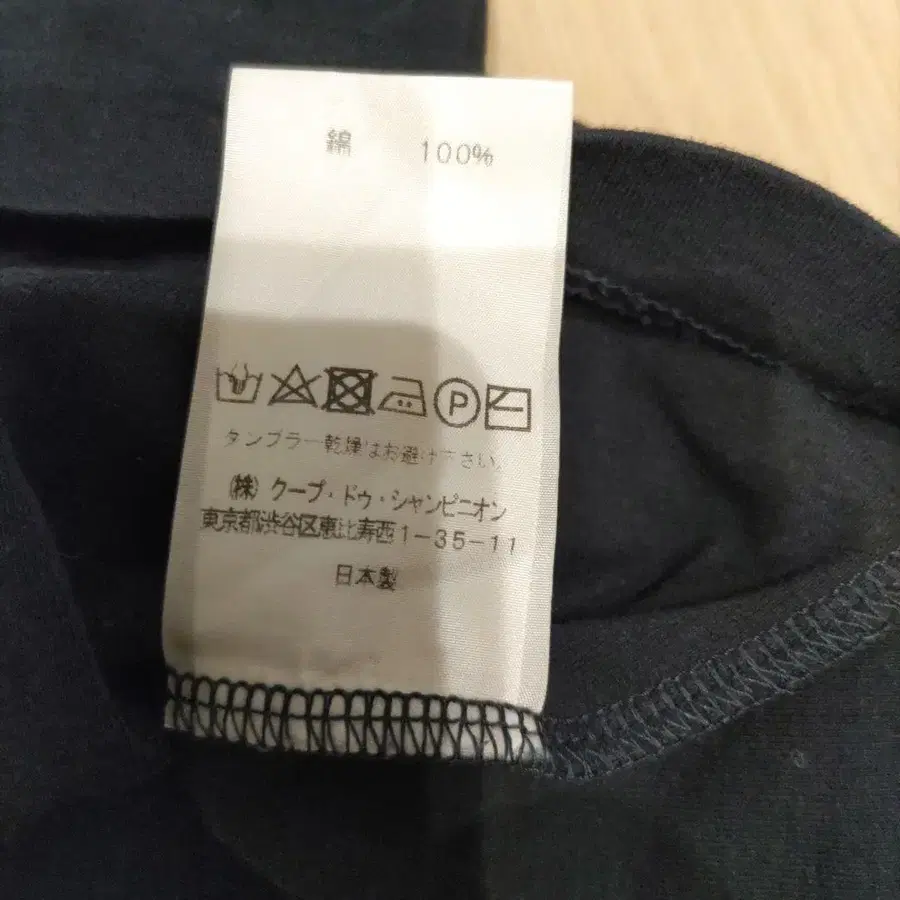 綿 100%
P
タンブラー乾燥はお避け下さい。
(株) クープ・ドゥ・シャンピニオン
東京都渋谷区恵比寿西1-35-11
日本製